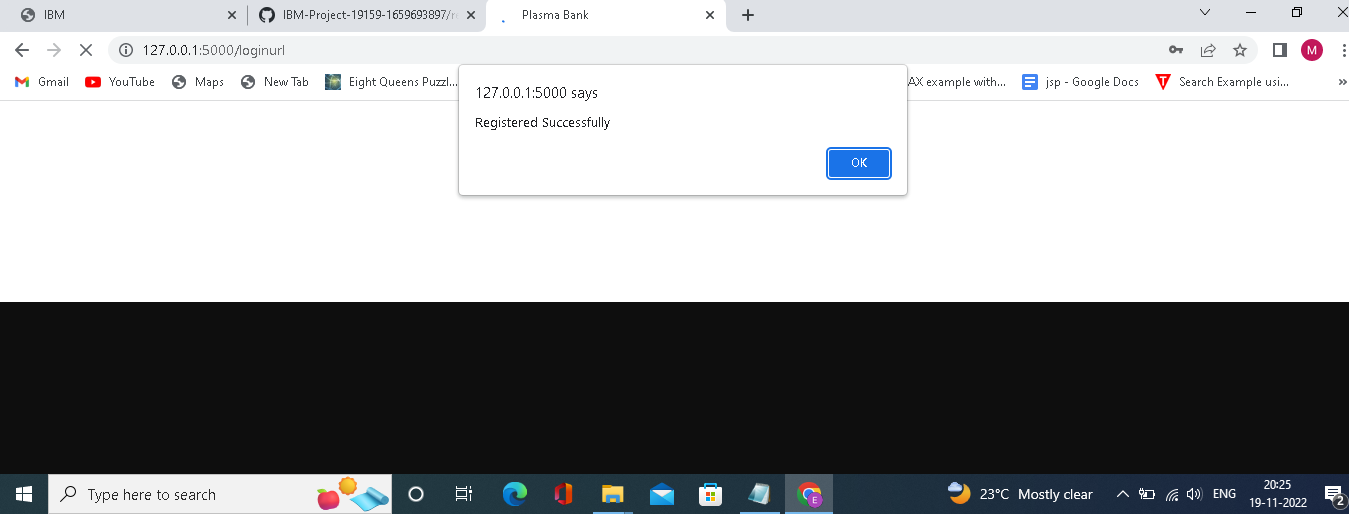 IBM
IBM-Project-19159-1659693897/r
Plasma Bank
127.0.0.1:5000/loginurl
M
Gmail
YouTube
Maps
New Tab
Eight Queens Puzzl...
AX example with...
jsp - Google Docs
Search Example usi...
»
127.0.0.1:5000 says
Registered Successfully
OK
Type here to search
E
23°C Mostly clear
ENG
20:25
19-11-2022
2